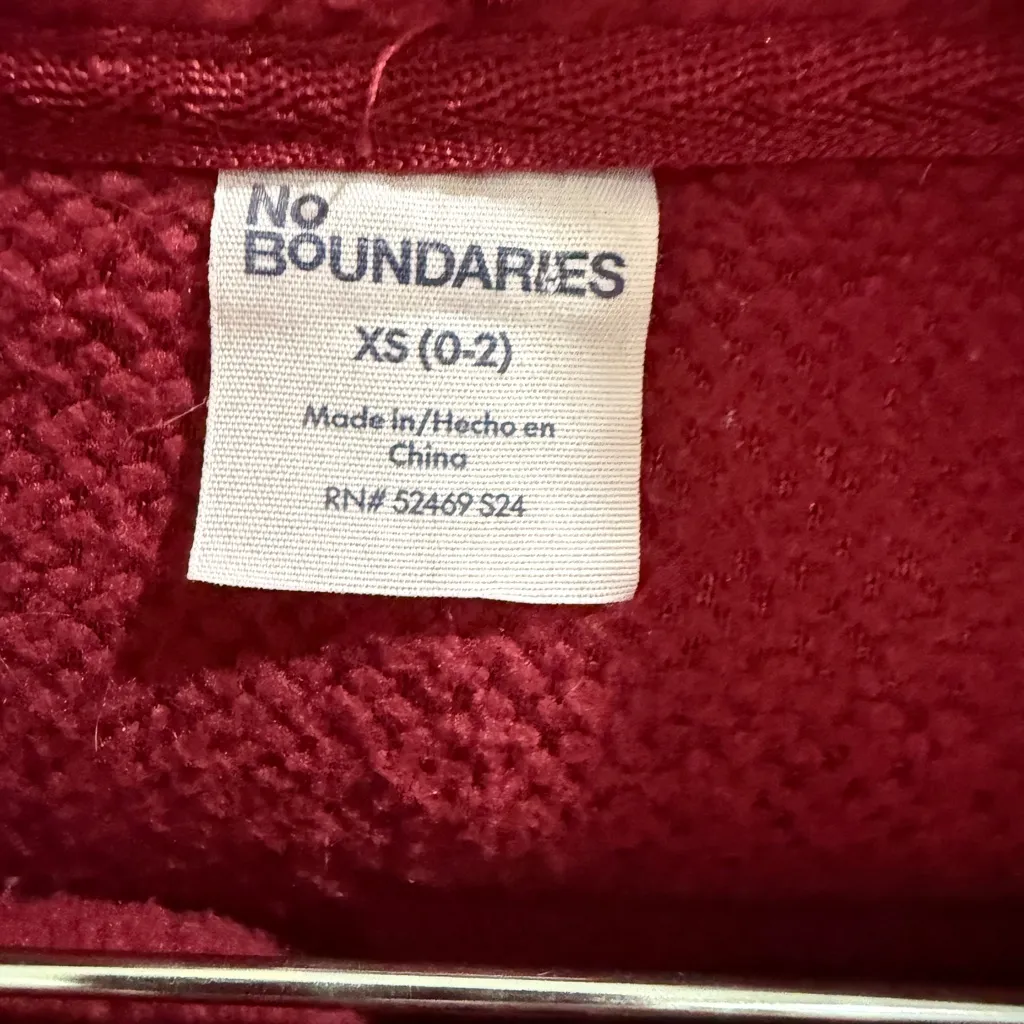 No
BOUNDARIES
XS (0-2)
Made in/Hecho en
China
RN# 52469 S24